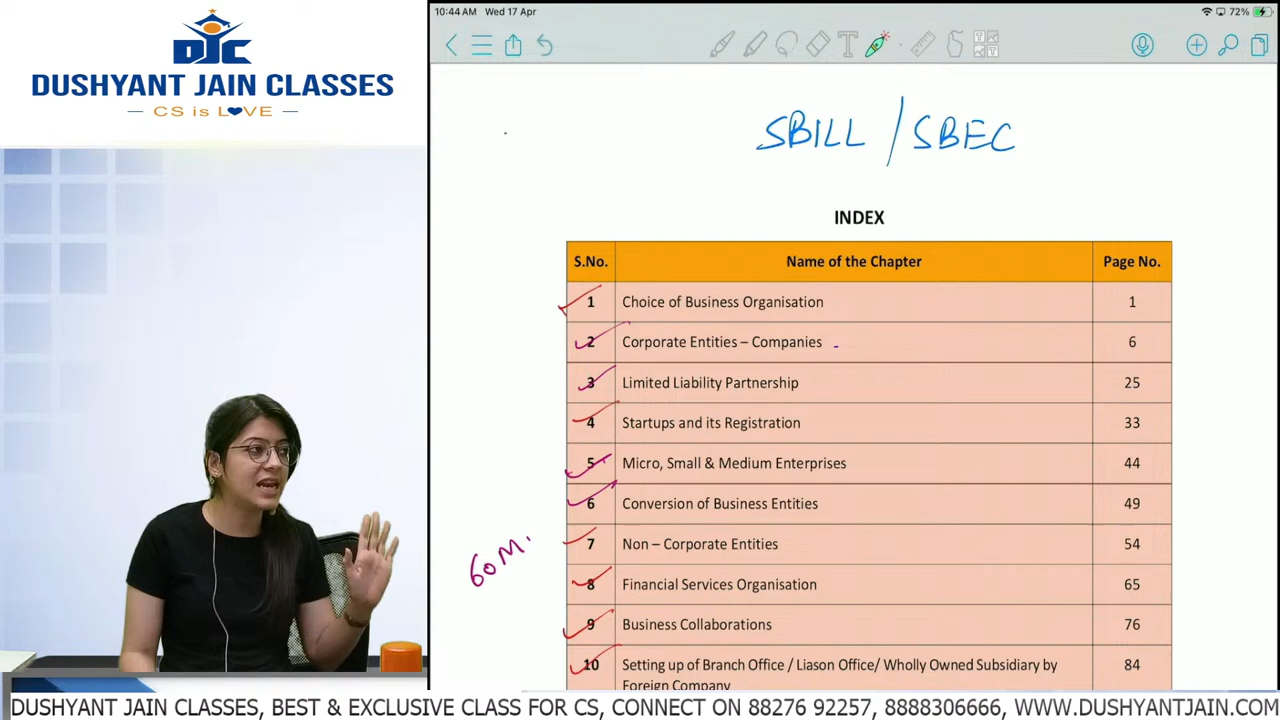 DJC
DUSHYANT JAIN CLASSES
— CS is LOVE —
10:44 AM Wed 17 Apr
72%
SBILL / SBEC
INDEX
S.No. Name of the Chapter Page No.
1 Choice of Business Organisation 1
2 Corporate Entities – Companies 6
3 Limited Liability Partnership 25
4 Startups and its Registration 33
5 Micro, Small & Medium Enterprises 44
6 Conversion of Business Entities 49
7 Non – Corporate Entities 54
60 M.
8 Financial Services Organisation 65
9 Business Collaborations 76
10 Setting up of Branch Office / Liason Office/ Wholly Owned Subsidiary by 84
Foreign Company
DUSHYANT JAIN CLASSES, BEST & EXCLUSIVE CLASS FOR CS, CONNECT ON 88276 92257, 8888306666, WWW.DUSHYANTJAIN.COM